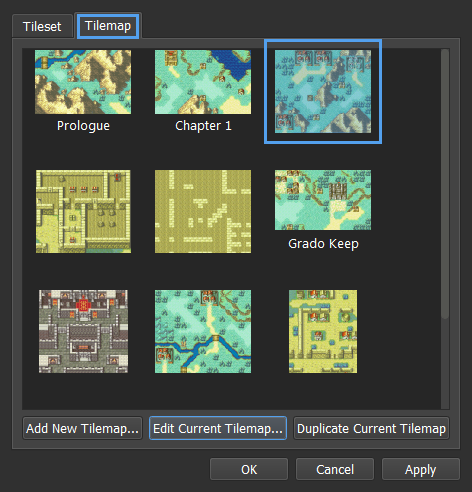 Tileset
Tilemap
Prologue
Chapter 1
Grado Keep
Add New Tilemap...
Edit Current Tilemap...
Duplicate Current Tilemap
OK
Cancel
Apply